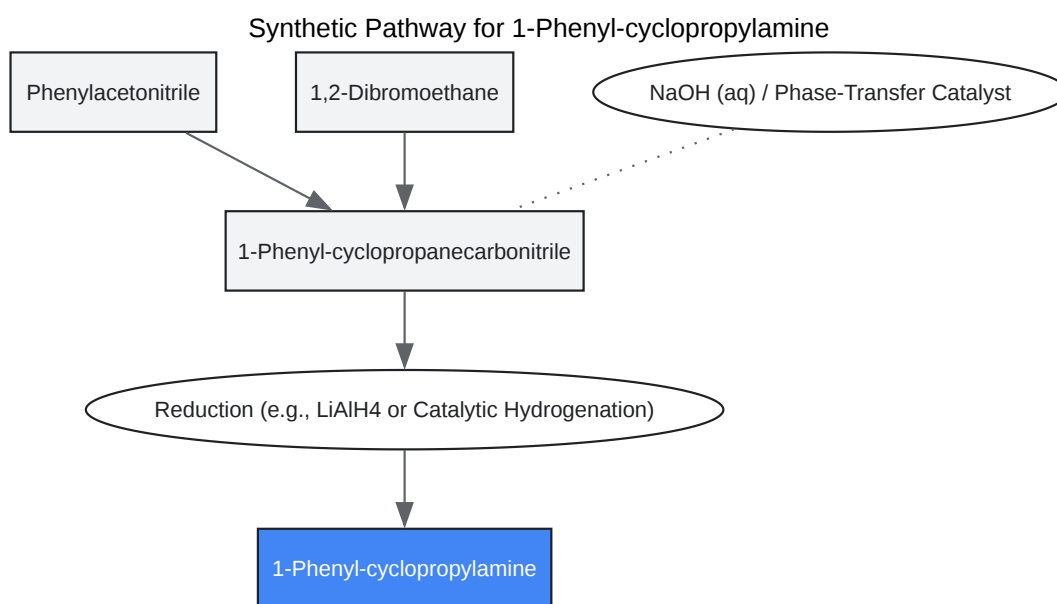 Synthetic Pathway for 1-Phenyl-cyclopropylamine
Phenylacetonitrile
1,2-Dibromoethane
NaOH (aq) / Phase-Transfer Catalyst
1-Phenyl-cyclopropanecarbonitrile
Reduction (e.g., LiAlH4 or Catalytic Hydrogenation)
1-Phenyl-cyclopropylamine